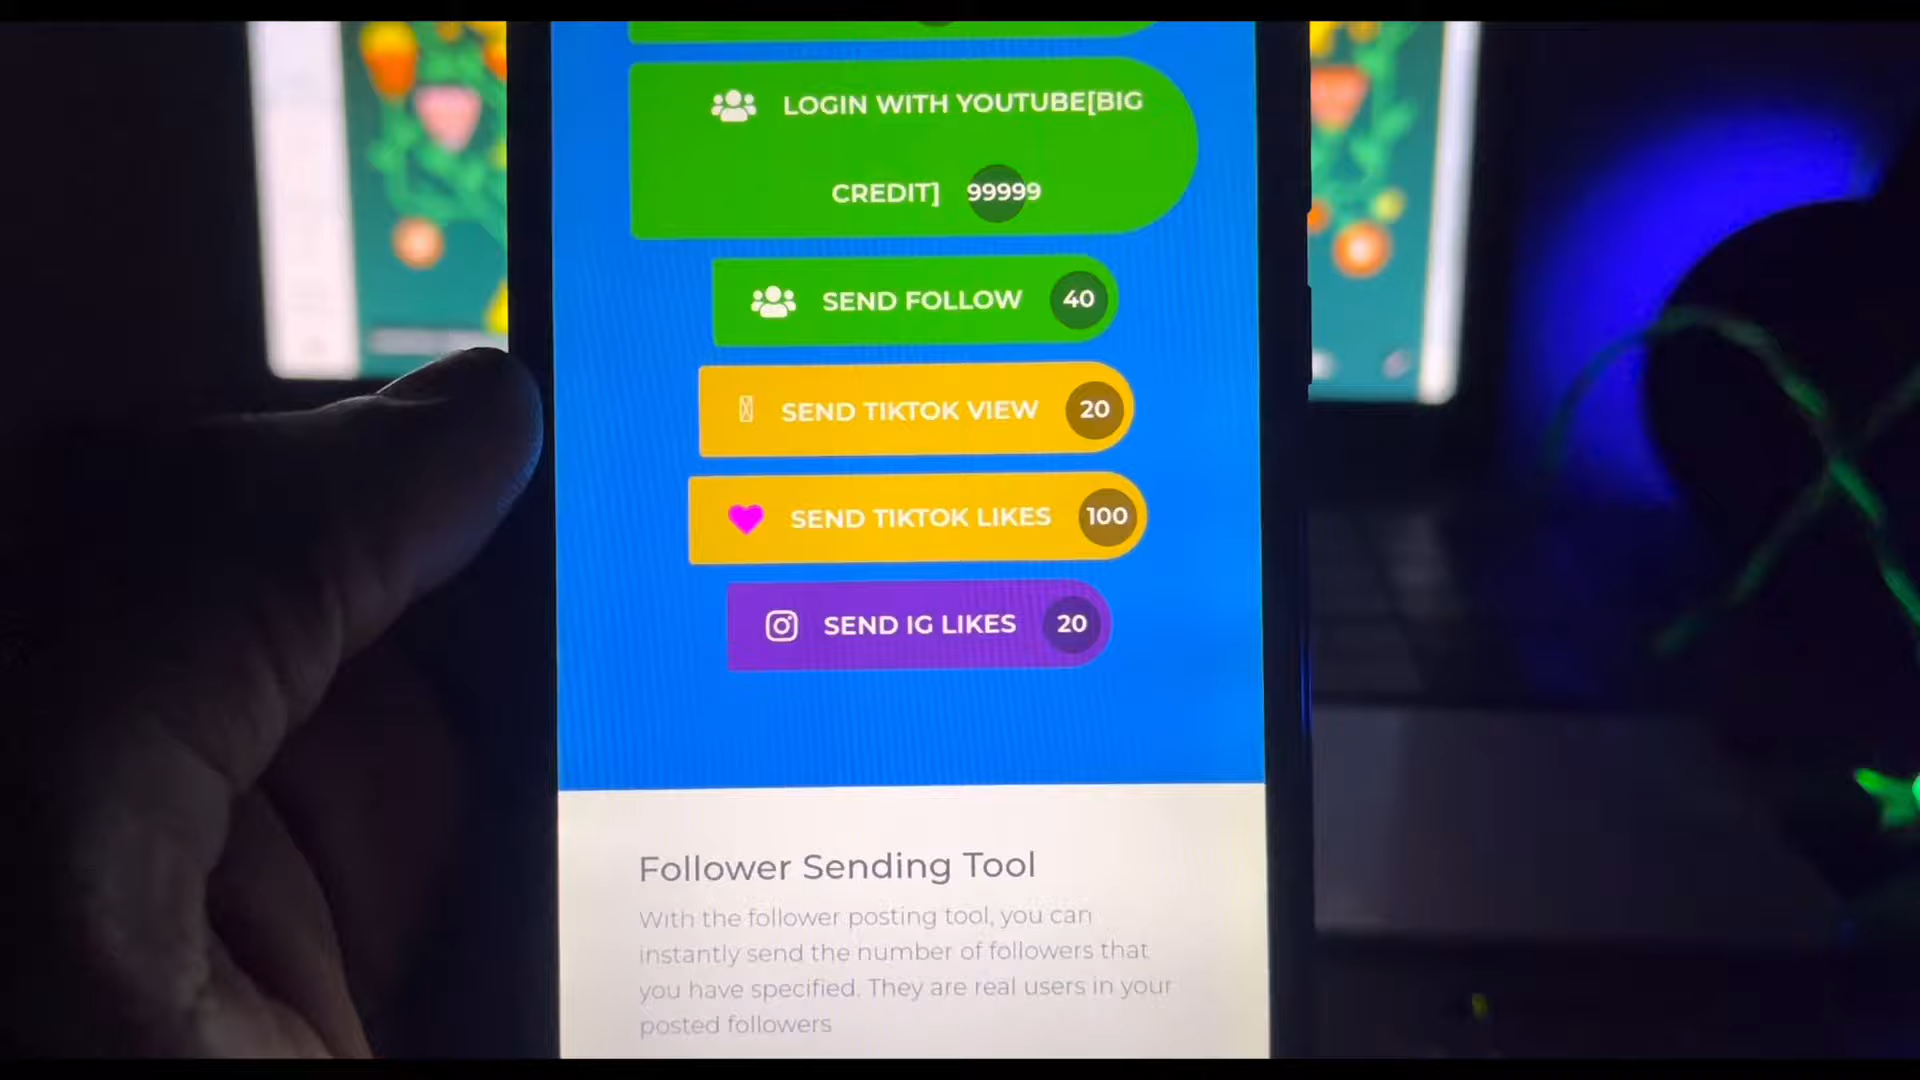 LOGIN WITH YOUTUBE[BIG
CREDIT] 99999
SEND FOLLOW 40
SEND TIKTOK VIEW 20
SEND TIKTOK LIKES 100
SEND IG LIKES 20
Follower Sending Tool
With the follower posting tool, you can
instantly send the number of followers that
you have specified. They are real users in your
posted followers